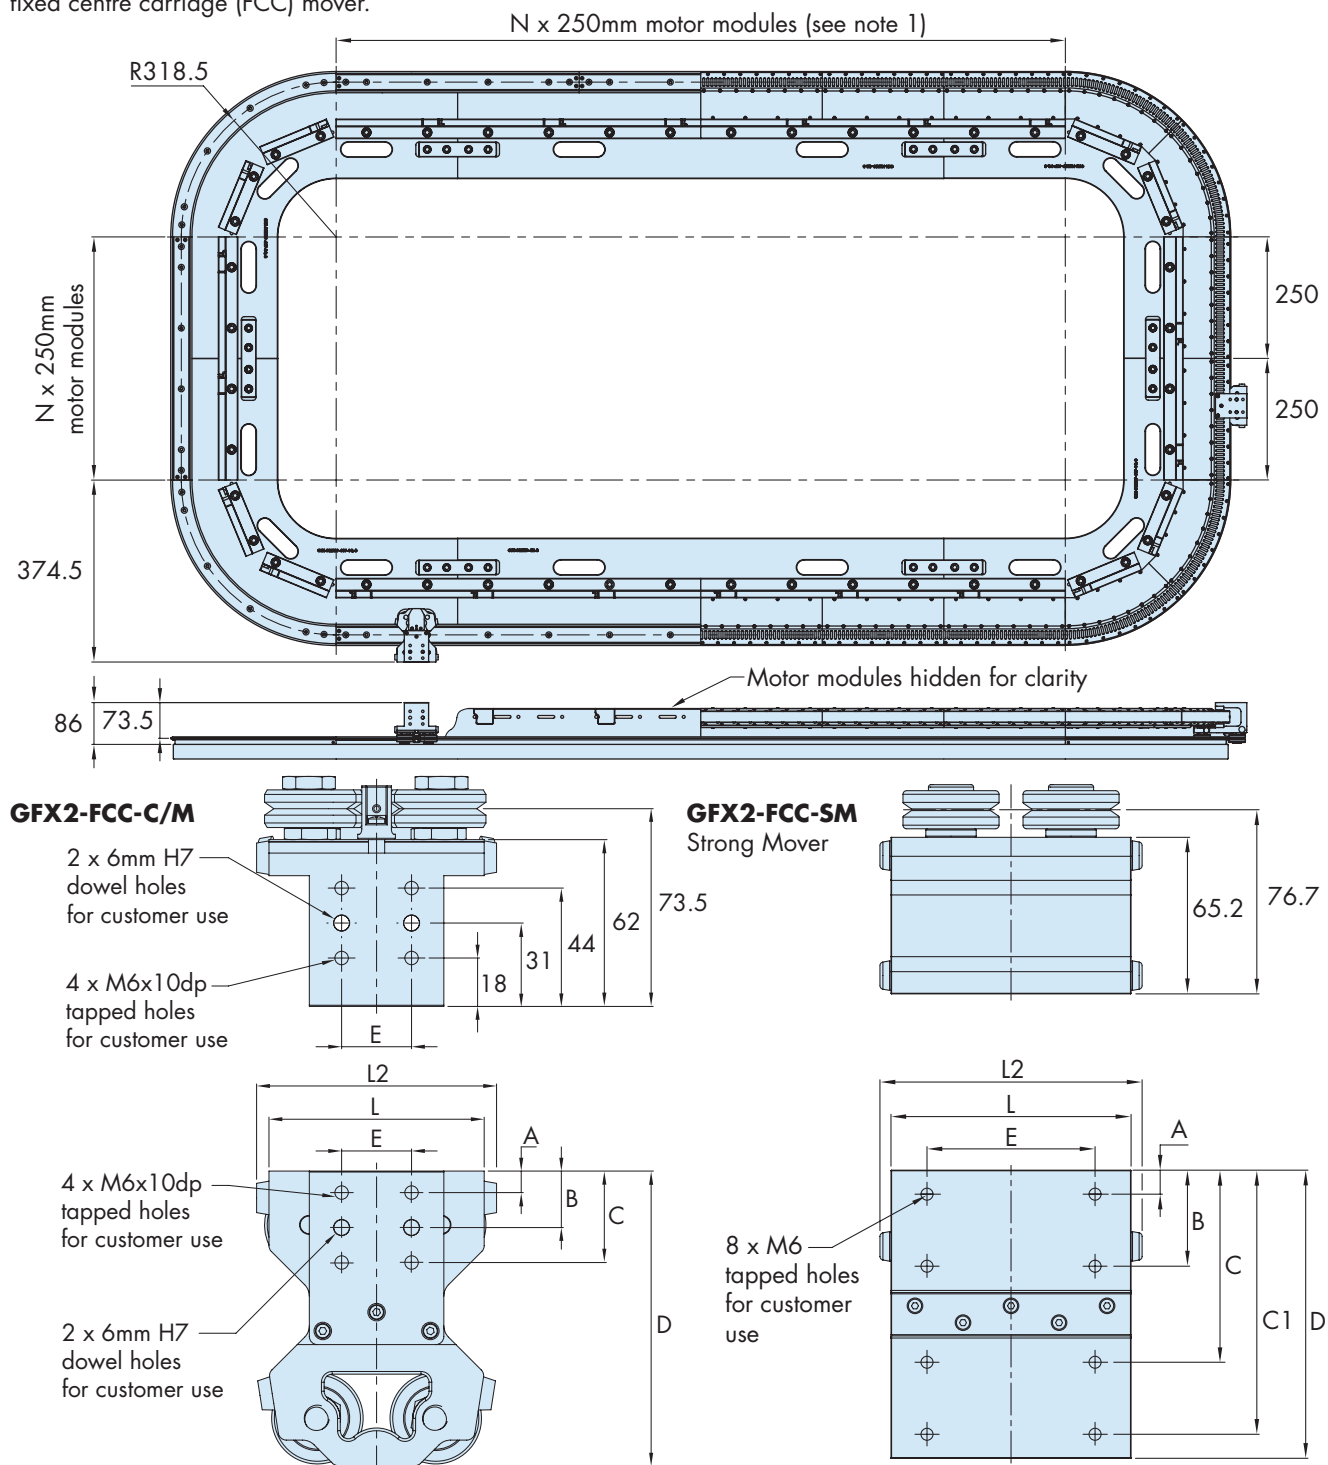 fixed centre carriage (FCC) mover.
N x 250mm motor modules (see note 1)
R318.5
N x 250mm
motor modules
250
250
374.5
Motor modules hidden for clarity
86
73.5
GFX2-FCC-C/M
2 x 6mm H7
dowel holes
for customer use
4 x M6x10dp
tapped holes
for customer use
18
31
44
62
73.5
E
GFX2-FCC-SM
Strong Mover
65.2
76.7
L2
L
E
A
B
C
D
4 x M6x10dp
tapped holes
for customer use
2 x 6mm H7
dowel holes
for customer use
L2
L
E
A
B
C
C1
D
8 x M6
tapped holes
for customer
use